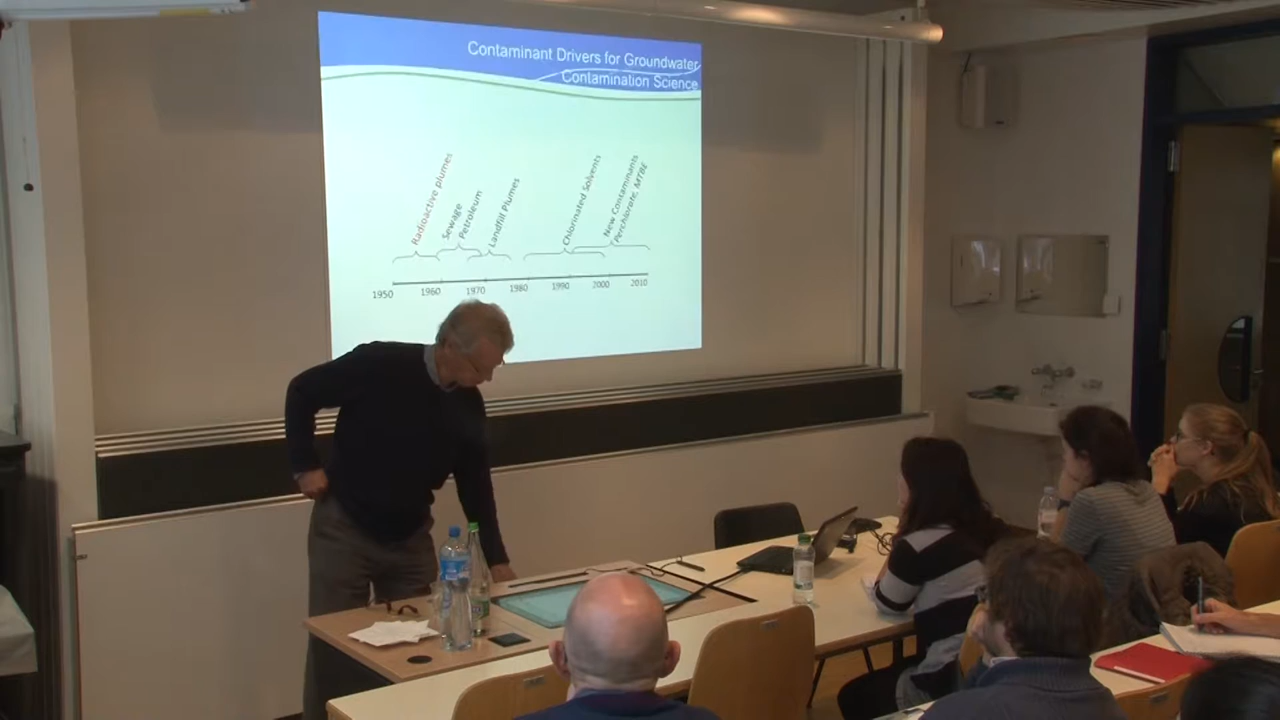 Contaminant Drivers for Groundwater
Contamination Science
Radioactive plumes
Sewage
Petroleum
Landfill Plumes
Chlorinated Solvents
New Contaminants
Perchlorate, MTBE
1950 1960 1970 1980 1990 2000 2010